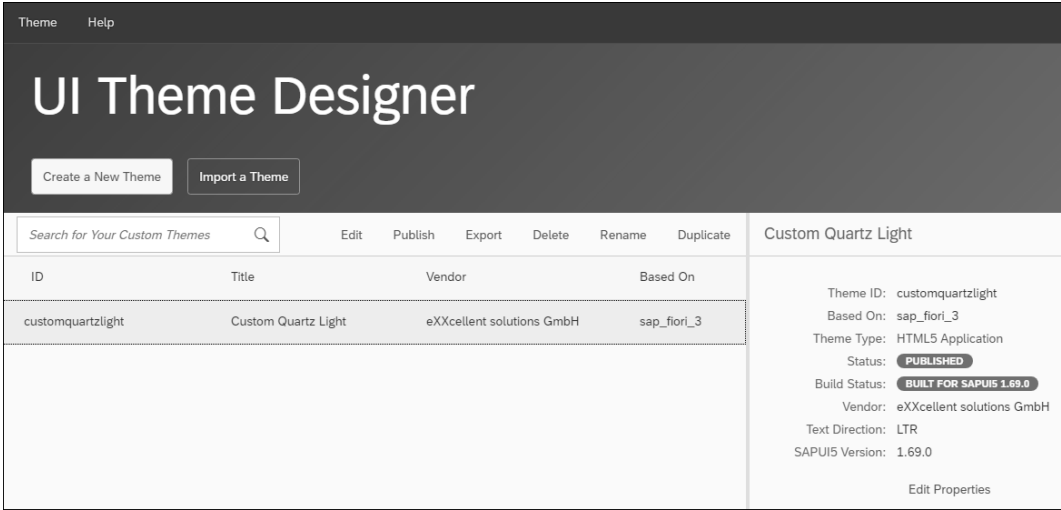 Theme Help
UI Theme Designer
Create a New Theme Import a Theme
Search for Your Custom Themes Edit Publish Export Delete Rename Duplicate
ID Title Vendor Based On
customquartzlight Custom Quartz Light eXXcellent solutions GmbH sap_fiori_3
Custom Quartz Light
Theme ID: customquartzlight
Based On: sap_fiori_3
Theme Type: HTML5 Application
Status: PUBLISHED
Build Status: BUILT FOR SAPUI5 1.69.0
Vendor: eXXcellent solutions GmbH
Text Direction: LTR
SAPUI5 Version: 1.69.0
Edit Properties